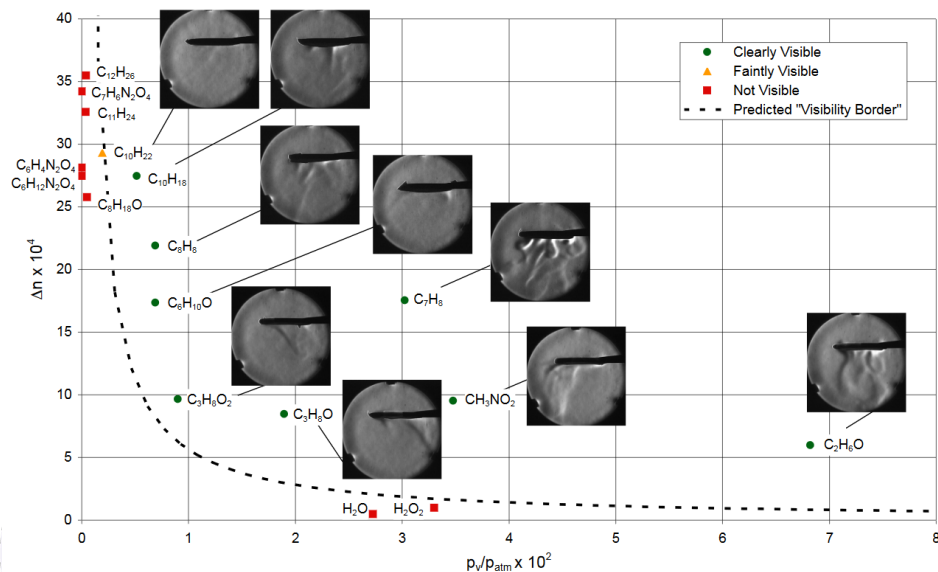 40
35
30
25
20
15
10
5
0
Δn x 10⁴
0 1 2 3 4 5 6 7 8
pᵥ/pₐₜₘ x 10²
Clearly Visible
Faintly Visible
Not Visible
Predicted "Visibility Border"
C₁₂H₂₆
C₇H₆N₂O₄
C₁₁H₂₄
C₁₀H₂₂
C₆H₄N₂O₄
C₆H₁₂N₂O₄
C₁₀H₁₈
C₈H₁₈O
C₈H₈
C₆H₁₀O
C₇H₈
C₃H₈O₂
C₃H₈O
CH₃NO₂
C₂H₆O
H₂O
H₂O₂